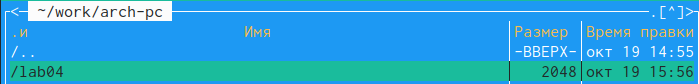 <─ ~/work/arch-pc ─.[^]>
.и Имя Размер Время правки
/.. -ВВЕРХ- окт 19 14:55
/lab04 2048 окт 19 15:56